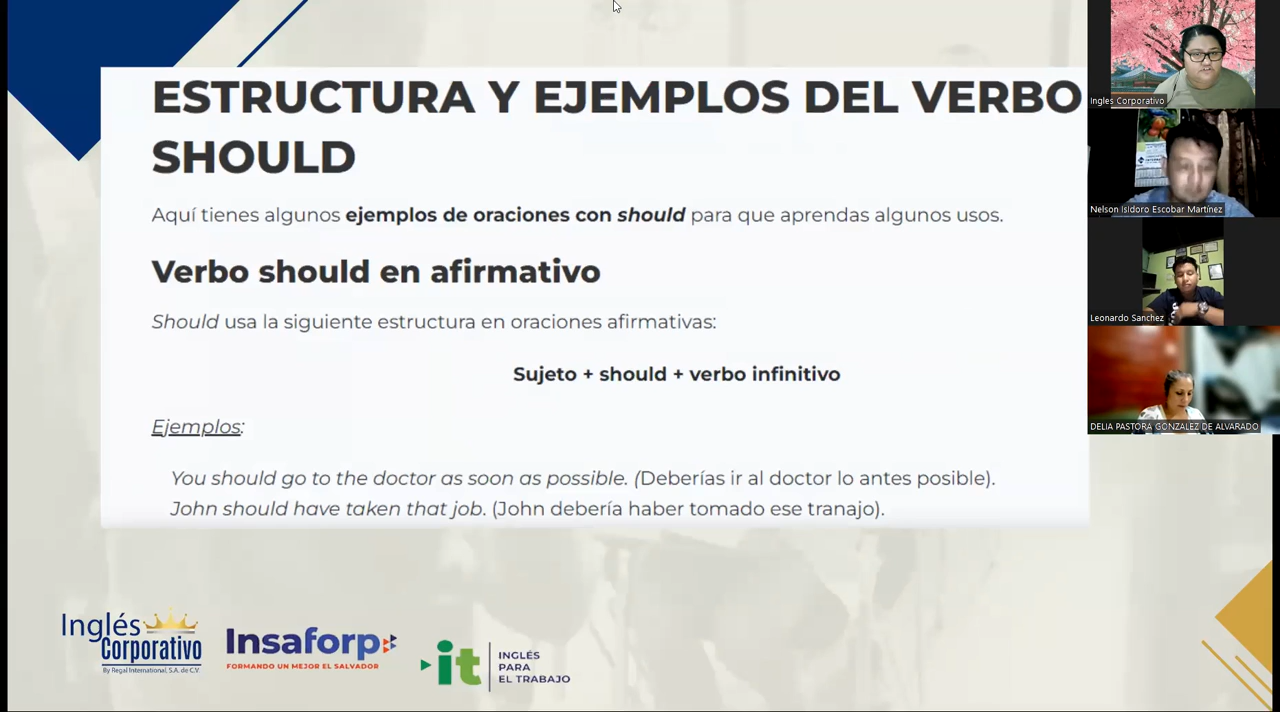 ESTRUCTURA Y EJEMPLOS DEL VERBO
SHOULD
Aquí tienes algunos ejemplos de oraciones con should para que aprendas algunos usos.
Verbo should en afirmativo
Should usa la siguiente estructura en oraciones afirmativas:
Sujeto + should + verbo infinitivo
Ejemplos:
You should go to the doctor as soon as possible. (Deberías ir al doctor lo antes posible).
John should have taken that job. (John debería haber tomado ese tranajo).
Inglés
Corporativo
By Regal International, S.A. de C.V.
Insaforp
FORMANDO UN MEJOR EL SALVADOR
it
INGLÉS
PARA
EL TRABAJO
Ingles Corporativo
Nelson Isidoro Escobar Martínez
Leonardo Sanchez
DELIA PASTORA GONZALEZ DE ALVARADO